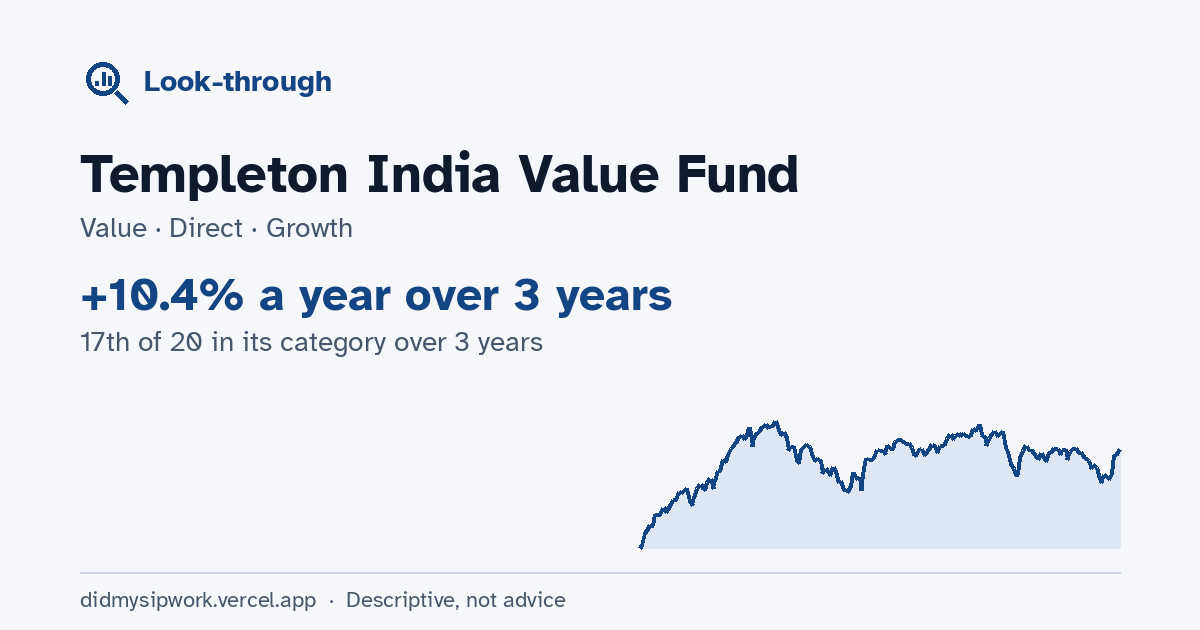 Look-through
Templeton India Value Fund
Value · Direct · Growth
+10.4% a year over 3 years
17th of 20 in its category over 3 years
didmysipwork.vercel.app · Descriptive, not advice